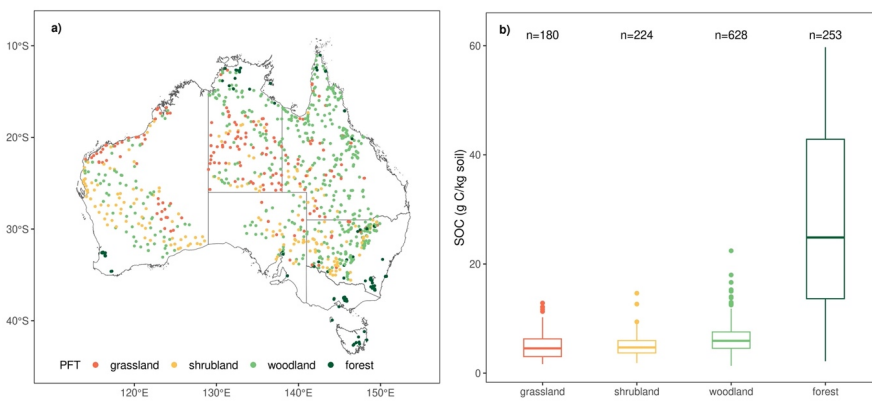 a)
10°S
20°S
30°S
40°S
PFT grassland shrubland woodland forest
120°E 130°E 140°E 150°E
b)
n=180 n=224 n=628 n=253
SOC (g C/kg soil)
60
40
20
0
grassland shrubland woodland forest